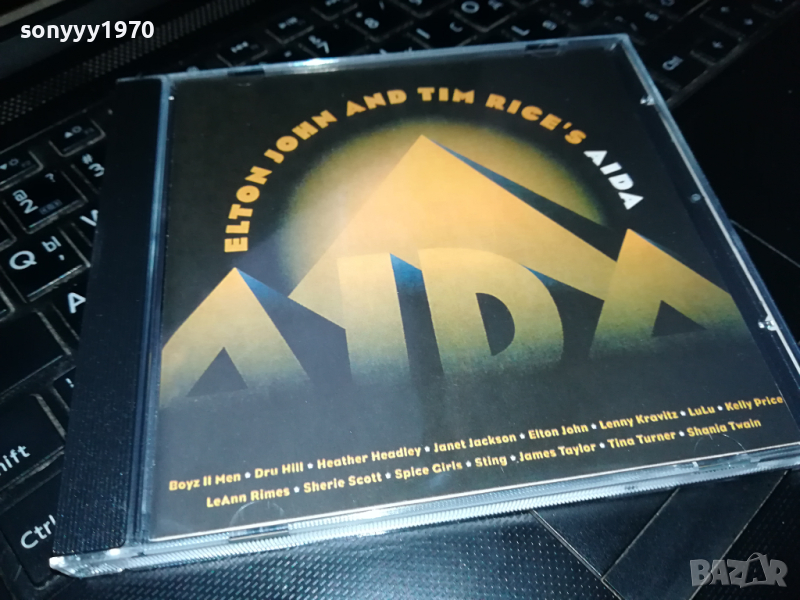 sonyyy1970
ELTON JOHN AND TIM RICE'S AIDA
AIDA
Boyz II Men • Dru Hill • Heather Headley • Janet Jackson • Elton John • Lenny Kravitz • LuLu • Kelly Price
LeAnn Rimes • Sherie Scott • Spice Girls • Sting • James Taylor • Tina Turner • Shania Twain
2
Q
A
Shift
Ctrl
BAZAR